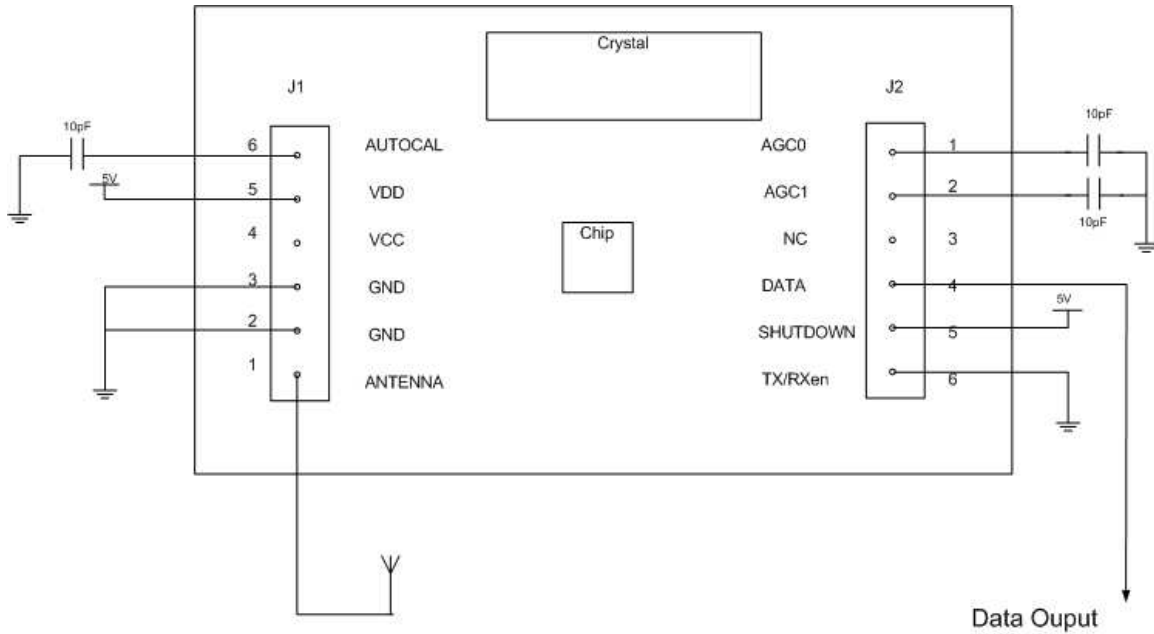 Crystal
J1
J2
10pF
10pF
6
AUTOCAL
AGC0
1
5V
5
VDD
AGC1
2
10pF
4
VCC
Chip
NC
3
3
GND
DATA
4
2
GND
SHUTDOWN
5
5V
1
ANTENNA
TX/RXen
6
Data Ouput